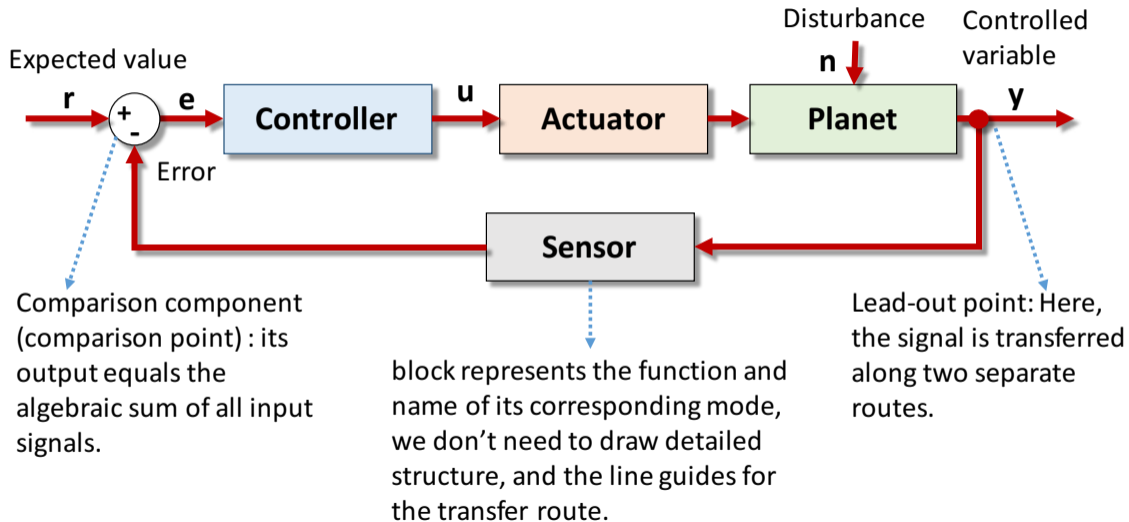 Disturbance
Controlled
variable
Expected value
r
+
-
e
Controller
u
Actuator
n
Planet
y
Error
Sensor
Comparison component
(comparison point) : its
output equals the
algebraic sum of all input
signals.
block represents the function and
name of its corresponding mode,
we don’t need to draw detailed
structure, and the line guides for
the transfer route.
Lead-out point: Here,
the signal is transferred
along two separate
routes.